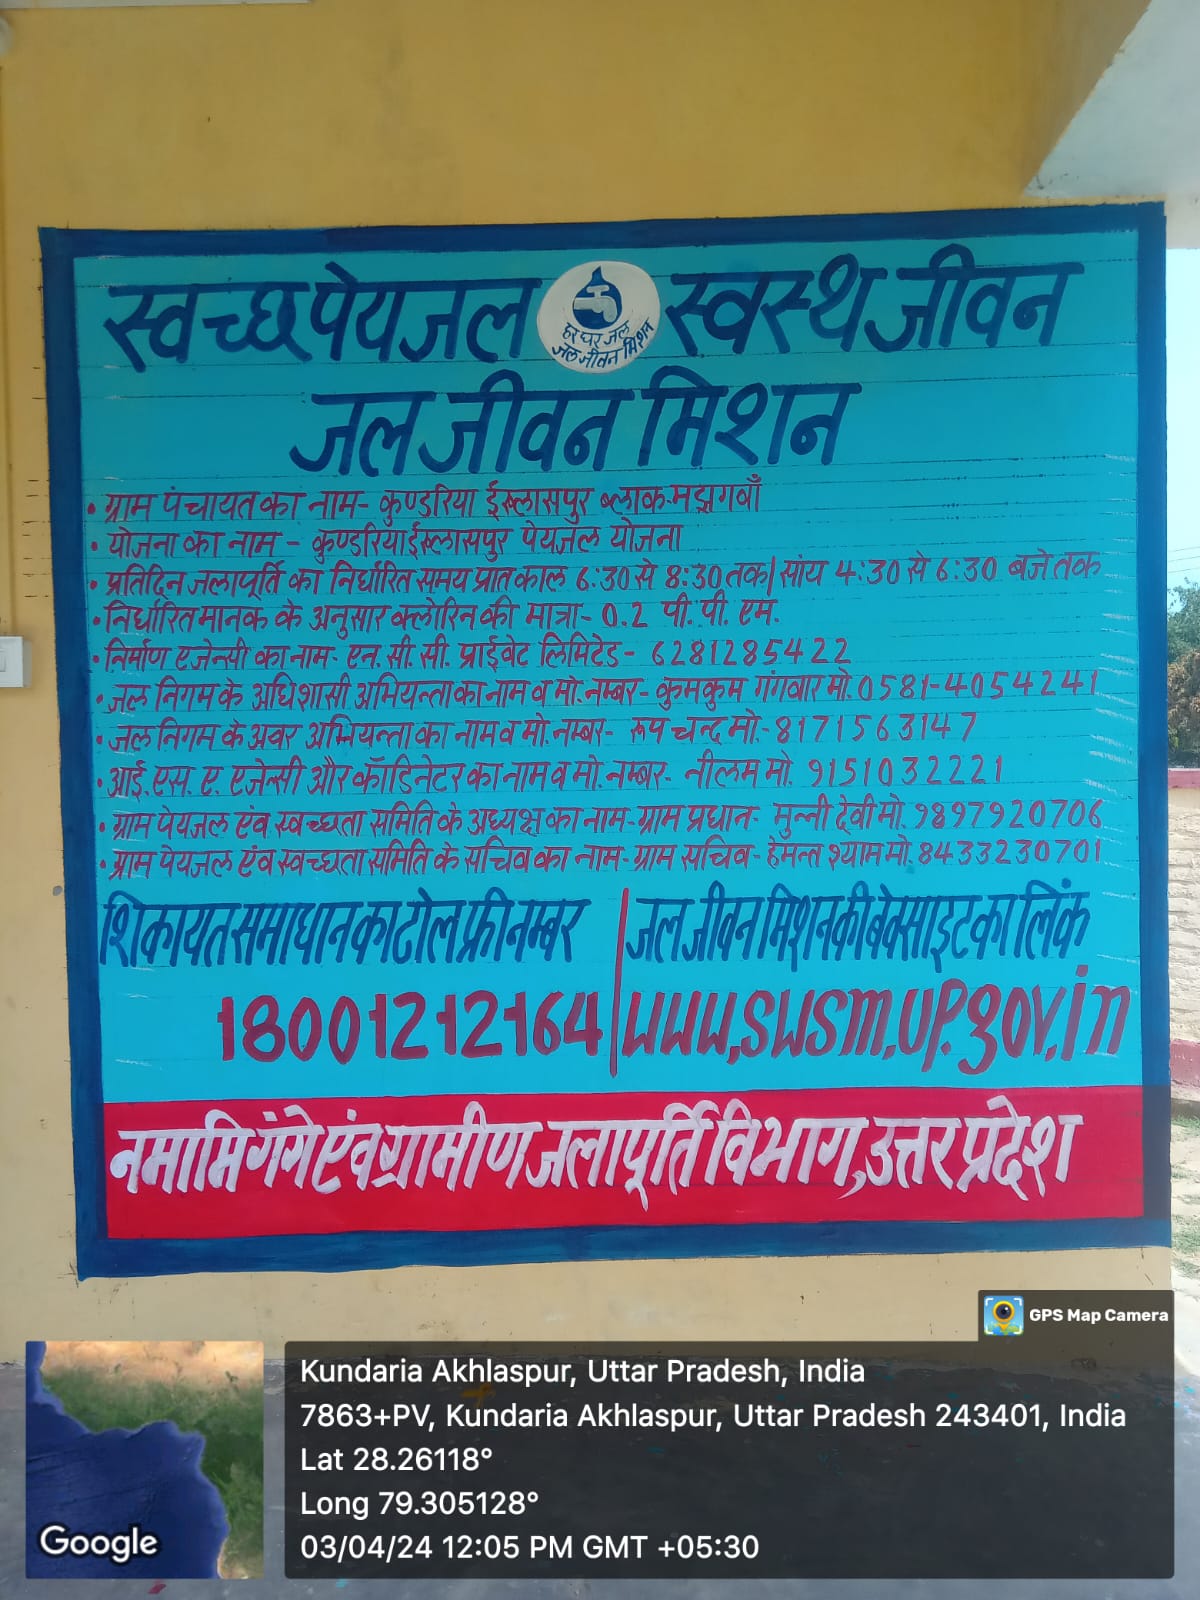 स्वच्छ पेयजल स्वस्थ जीवन
हर घर जल
जल जीवन मिशन
जल जीवन मिशन
• ग्राम पंचायत का नाम- कुण्डरिया ईख्लासपुर ब्लाक-मझगवाँ
• योजना का नाम - कुण्डरिया ईख्लासपुर पेयजल योजना
• प्रतिदिन जलापूर्ति का निर्धारित समय प्रातकाल 6:30 से 8:30 तक| सांय 4:30 से 6:30 बजे तक
• निर्धारित मानक के अनुसार क्लोरिन की मात्रा- 0.2 पी. पी. एम.
• निर्माण एजेन्सी का नाम- एन. सी. सी. प्राईवेट लिमिटेड- 6281285422
• जल निगम के अधिशासी अभियन्ता का नाम व मो. नम्बर- कुमकुम गंगवार मो. 0581-4054241
• जल निगम के अवर अभियन्ता का नाम व मो. नम्बर- रूप चन्द मो.- 8171563147
• आई. एस. ए. एजेन्सी और कॉडिनेटर का नाम व मो. नम्बर- नीलम मो. 9151032221
• ग्राम पेयजल एंव स्वच्छता समिति के अध्यक्ष का नाम- ग्राम प्रधान- मुन्नी देवी मो. 9897920706
• ग्राम पेयजल एंव स्वच्छता समिति के सचिव का नाम- ग्राम सचिव- हेमन्त श्याम मो. 8433230701
शिकायत समाधान का टोल फ्री नम्बर
18001212164
जल जीवन मिशन की बेक्साइट का लिंक
www.swsm.up.gov.in
नमामि गंगे एंव ग्रामीण जलापूर्ति विभाग, उत्तर प्रदेश
GPS Map Camera
Google
Kundaria Akhlaspur, Uttar Pradesh, India
7863+PV, Kundaria Akhlaspur, Uttar Pradesh 243401, India
Lat 28.26118°
Long 79.305128°
03/04/24 12:05 PM GMT +05:30